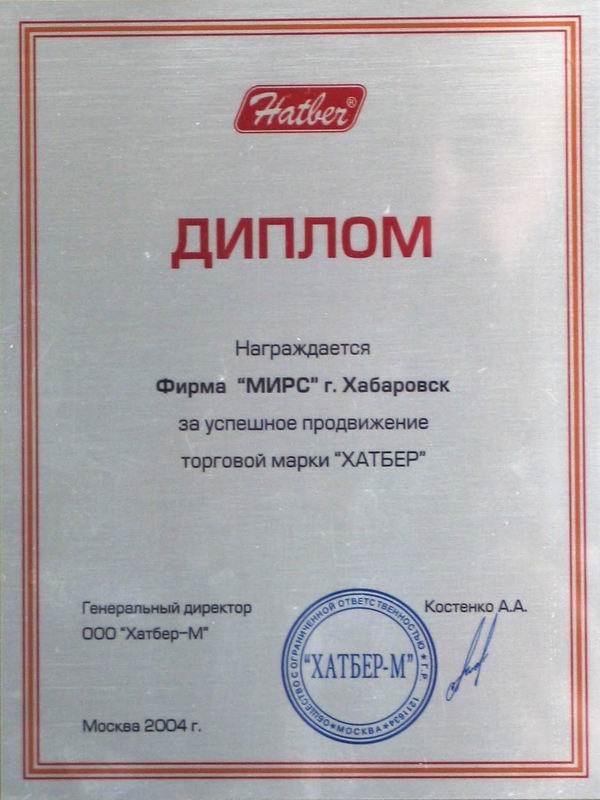 Hatber®
ДИПЛОМ
Награждается
Фирма "МИРС" г. Хабаровск
за успешное продвижение
торговой марки "ХАТБЕР"
Генеральный директор
Костенко А.А.
ООО "Хатбер-М"
ОБЩЕСТВО С ОГРАНИЧЕННОЙ ОТВЕТСТВЕННОСТЬЮ ★ Г.Р.
"ХАТБЕР-М"
★ МОСКВА ★
Москва 2004 г.